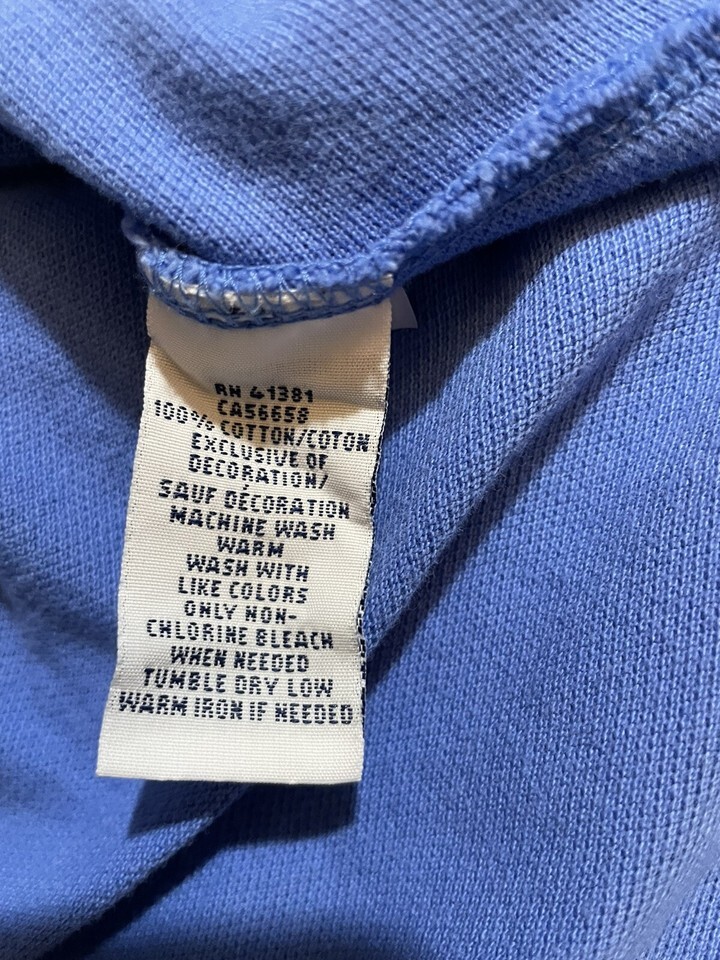 RN 41381
CA56658
100% COTTON/COTON
EXCLUSIVE OF
DECORATION/
SAUF DÉCORATION
MACHINE WASH
WARM
WASH WITH
LIKE COLORS
ONLY NON-
CHLORINE BLEACH
WHEN NEEDED
TUMBLE DRY LOW
WARM IRON IF NEEDED